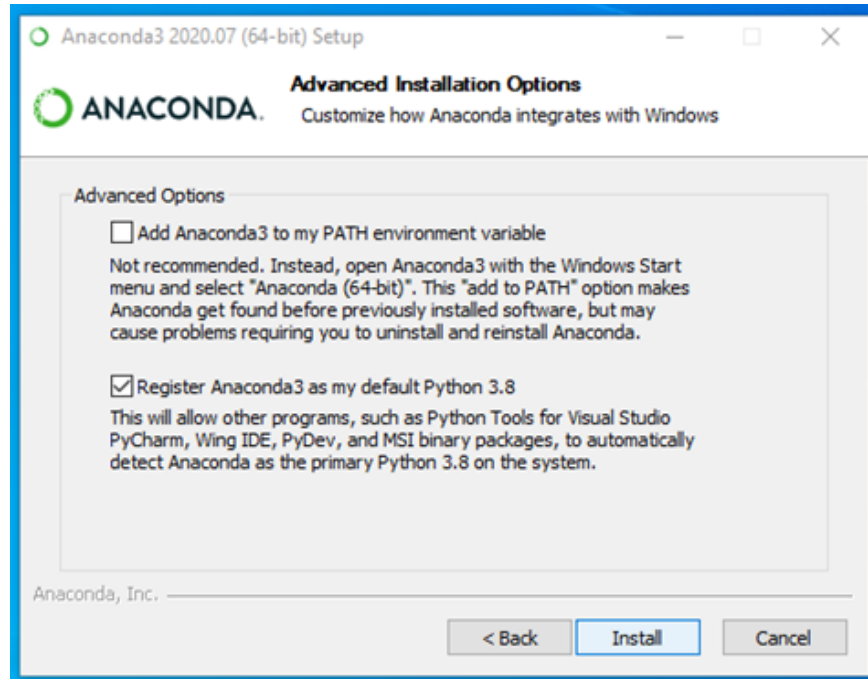 Anaconda3 2020.07 (64-bit) Setup
Advanced Installation Options
ANACONDA.
Customize how Anaconda integrates with Windows
Advanced Options
Add Anaconda3 to my PATH environment variable
Not recommended. Instead, open Anaconda3 with the Windows Start
menu and select "Anaconda (64-bit)". This "add to PATH" option makes
Anaconda get found before previously installed software, but may
cause problems requiring you to uninstall and reinstall Anaconda.
Register Anaconda3 as my default Python 3.8
This will allow other programs, such as Python Tools for Visual Studio
PyCharm, Wing IDE, PyDev, and MSI binary packages, to automatically
detect Anaconda as the primary Python 3.8 on the system.
Anaconda, Inc.
< Back Install Cancel